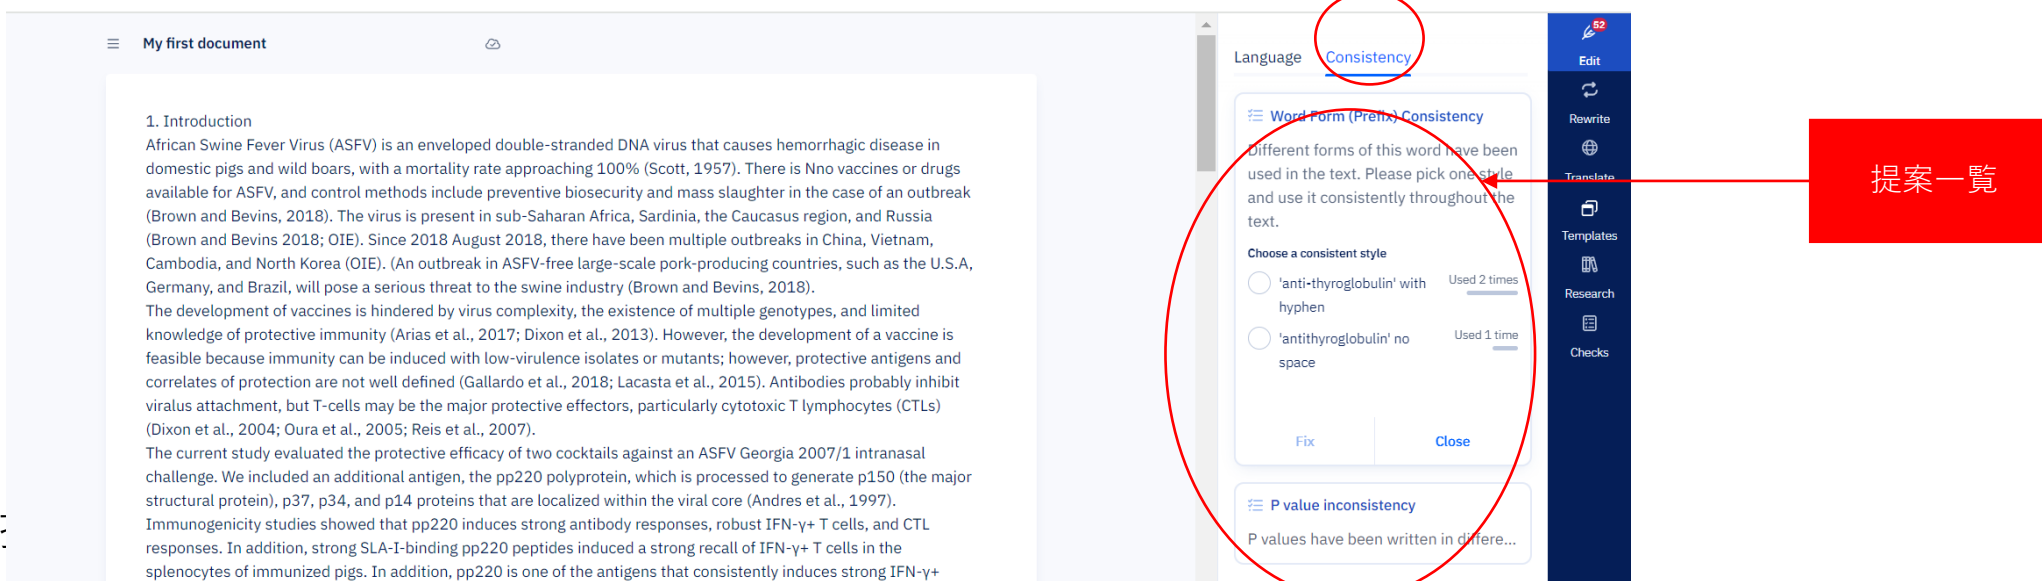 My first document
1. Introduction
African Swine Fever Virus (ASFV) is an enveloped double-stranded DNA virus that causes hemorrhagic disease in
domestic pigs and wild boars, with a mortality rate approaching 100% (Scott, 1957). There is Nno vaccines or drugs
available for ASFV, and control methods include preventive biosecurity and mass slaughter in the case of an outbreak
(Brown and Bevins, 2018). The virus is present in sub-Saharan Africa, Sardinia, the Caucasus region, and Russia
(Brown and Bevins 2018; OIE). Since 2018 August 2018, there have been multiple outbreaks in China, Vietnam,
Cambodia, and North Korea (OIE). (An outbreak in ASFV-free large-scale pork-producing countries, such as the U.S.A,
Germany, and Brazil, will pose a serious threat to the swine industry (Brown and Bevins, 2018).
The development of vaccines is hindered by virus complexity, the existence of multiple genotypes, and limited
knowledge of protective immunity (Arias et al., 2017; Dixon et al., 2013). However, the development of a vaccine is
feasible because immunity can be induced with low-virulence isolates or mutants; however, protective antigens and
correlates of protection are not well defined (Gallardo et al., 2018; Lacasta et al., 2015). Antibodies probably inhibit
viralus attachment, but T-cells may be the major protective effectors, particularly cytotoxic T lymphocytes (CTLs)
(Dixon et al., 2004; Oura et al., 2005; Reis et al., 2007).
The current study evaluated the protective efficacy of two cocktails against an ASFV Georgia 2007/1 intranasal
challenge. We included an additional antigen, the pp220 polyprotein, which is processed to generate p150 (the major
structural protein), p37, p34, and p14 proteins that are localized within the viral core (Andres et al., 1997).
Immunogenicity studies showed that pp220 induces strong antibody responses, robust IFN-γ+ T cells, and CTL
responses. In addition, strong SLA-I-binding pp220 peptides induced a strong recall of IFN-γ+ T cells in the
splenocytes of immunized pigs. In addition, pp220 is one of the antigens that consistently induces strong IFN-γ+
Language Consistency
Word Form (Prefix) Consistency
Different forms of this word have been
used in the text. Please pick one style
and use it consistently throughout the
text.
Choose a consistent style
'anti-thyroglobulin' with Used 2 times
hyphen
'antithyroglobulin' no Used 1 time
space
Fix Close
P value inconsistency
P values have been written in differe...
52
Edit
Rewrite
Translate
Templates
Research
Checks
提案一覧